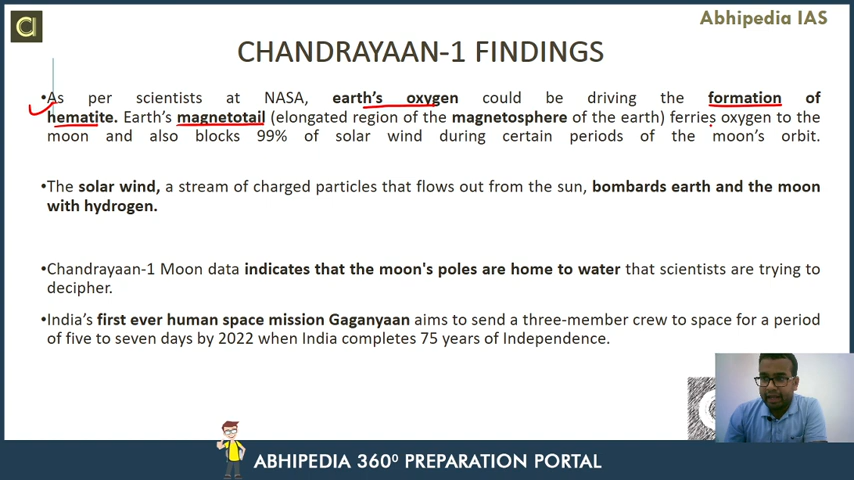 Abhipedia IAS
CHANDRAYAAN-1 FINDINGS
•As per scientists at NASA, earth's oxygen could be driving the formation of
hematite. Earth's magnetotail (elongated region of the magnetosphere of the earth) ferries oxygen to the
moon and also blocks 99% of solar wind during certain periods of the moon's orbit.
•The solar wind, a stream of charged particles that flows out from the sun, bombards earth and the moon
with hydrogen.
•Chandrayaan-1 Moon data indicates that the moon's poles are home to water that scientists are trying to
decipher.
•India's first ever human space mission Gaganyaan aims to send a three-member crew to space for a period
of five to seven days by 2022 when India completes 75 years of Independence.
ABHIPEDIA 360⁰ PREPARATION PORTAL